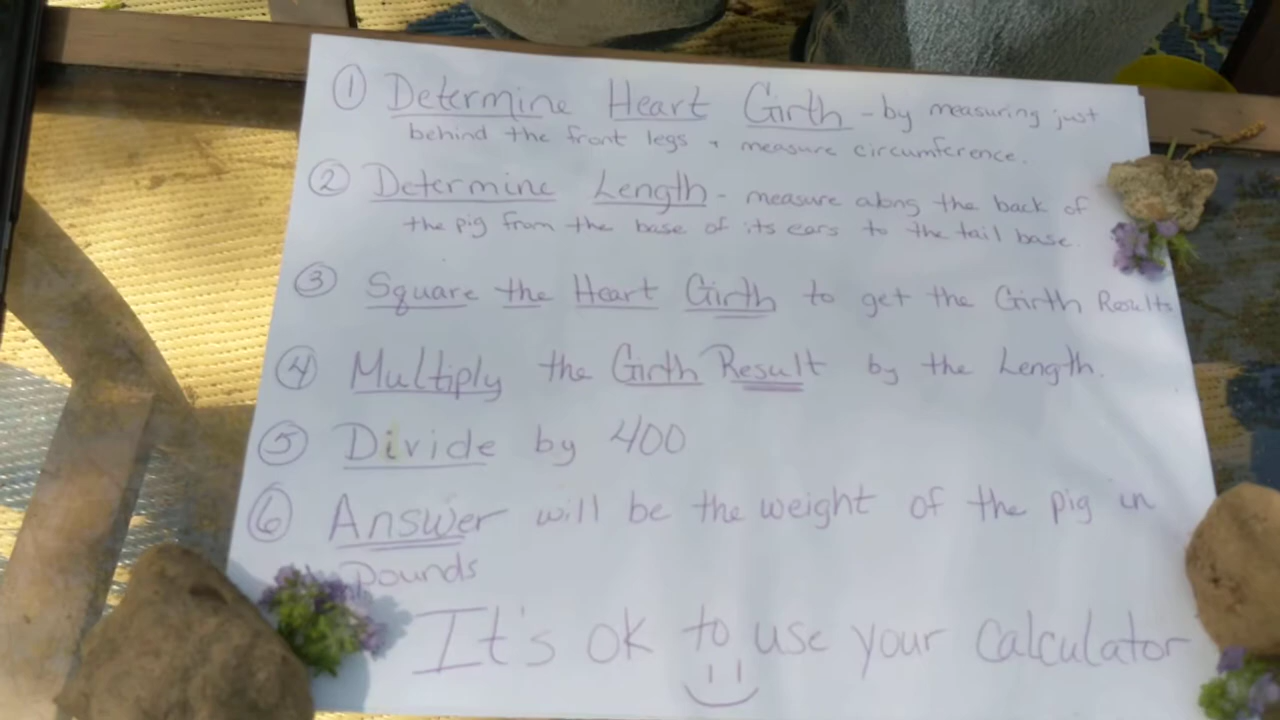 ① Determine Heart Girth - by measuring just
behind the front legs + measure circumference.
② Determine Length - measure along the back of
the pig from the base of its ears to the tail base.
③ Square the Heart Girth to get the Girth Results
④ Multiply the Girth Result by the Length.
⑤ Divide by 400
⑥ Answer will be the weight of the pig in
pounds
It's ok to use your calculator